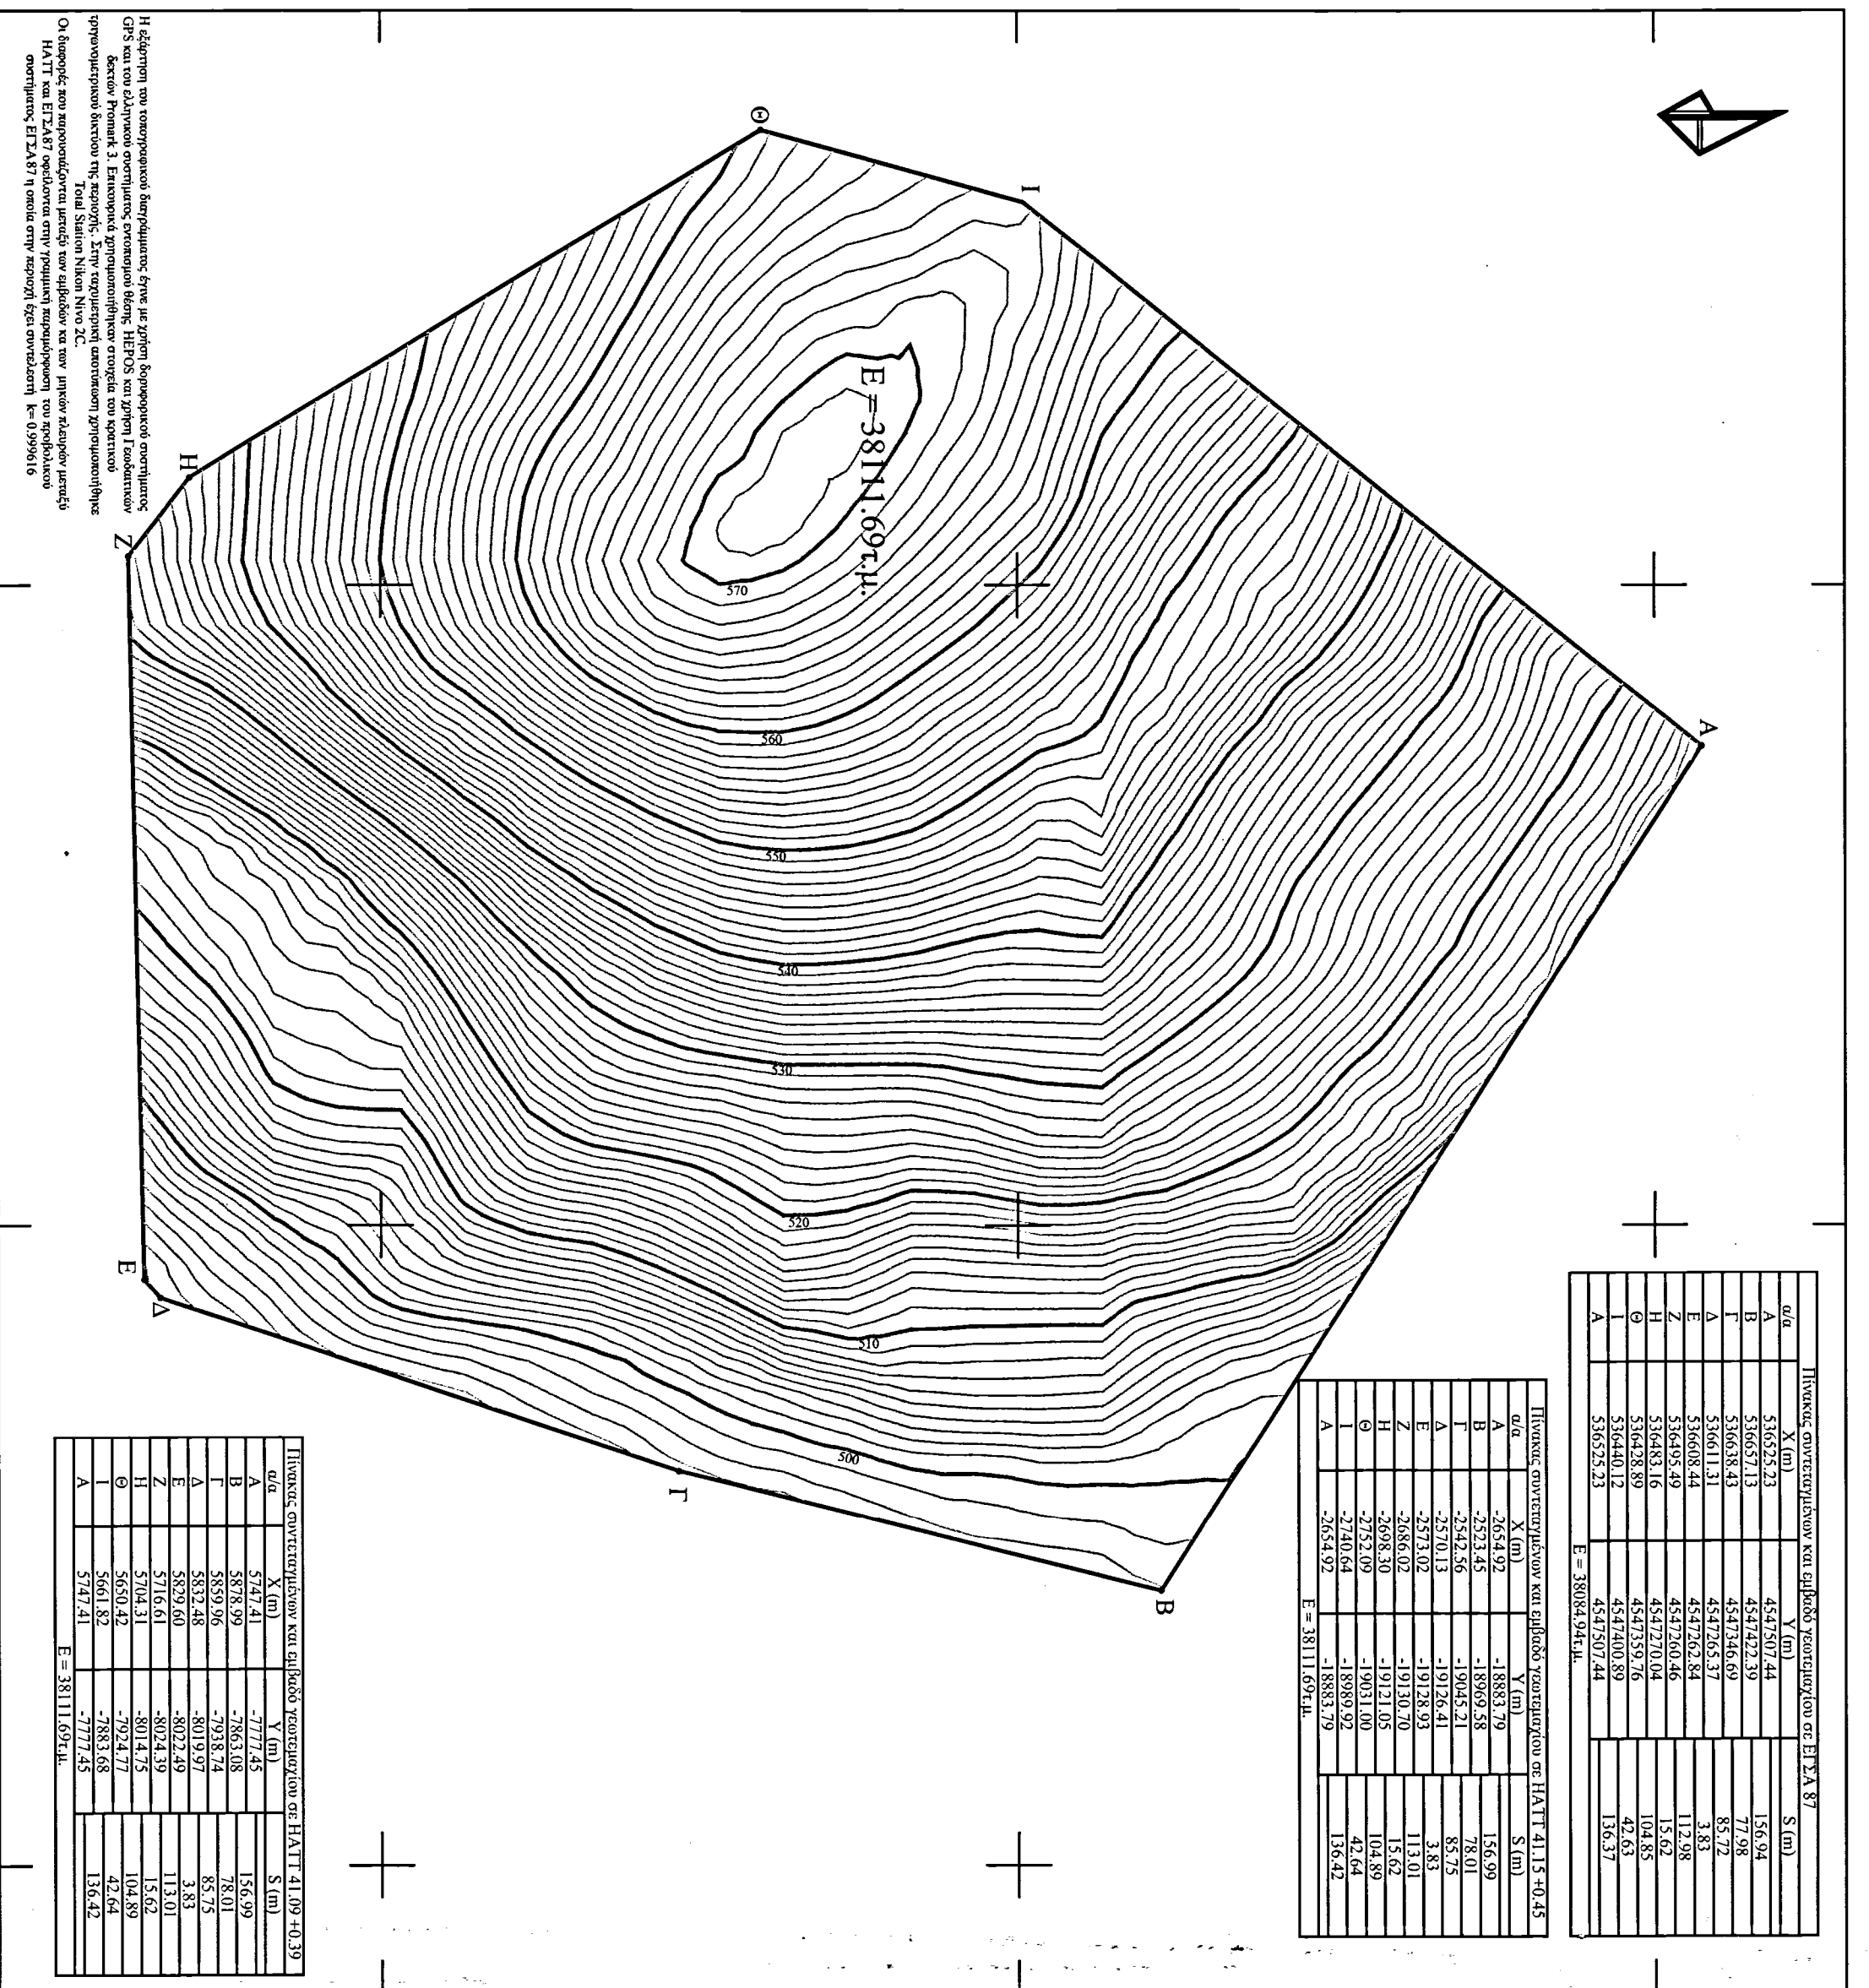 Πίνακας συντεταγμένων και εμβαδό γεωτεμαχίου σε ΕΓΣΑ 87
α/α X (m) Y (m) S (m)
Α 536525.23 4547507.44 156.94
Β 536657.13 4547422.39 77.98
Γ 536638.43 4547346.69 85.72
Δ 536611.31 4547265.37 3.83
Ε 536608.44 4547262.84 112.98
Ζ 536495.49 4547260.46 15.62
Η 536483.16 4547270.04 104.85
Θ 536428.89 4547359.76 42.63
Ι 536440.12 4547400.89 136.37
Α 536525.23 4547507.44
Ε = 38084.94τ.μ.
Πίνακας συντεταγμένων και εμβαδό γεωτεμαχίου σε ΗΑΤΤ 41.15 +0.45
α/α X (m) Y (m) S (m)
Α -2654.92 -18883.79 156.99
Β -2523.45 -18969.58 78.01
Γ -2542.56 -19045.21 85.75
Δ -2570.13 -19126.41 3.83
Ε -2573.02 -19128.93 113.01
Ζ -2686.02 -19130.70 15.62
Η -2698.30 -19121.05 104.89
Θ -2752.09 -19031.00 42.64
Ι -2740.64 -18989.92 136.42
Α -2654.92 -18883.79
Ε = 38111.69τ.μ.
Πίνακας συντεταγμένων και εμβαδό γεωτεμαχίου σε ΗΑΤΤ 41.09 +0.39
α/α X (m) Y (m) S (m)
Α 5747.41 -7777.45 156.99
Β 5878.99 -7863.08 78.01
Γ 5859.96 -7938.74 85.75
Δ 5832.48 -8019.97 3.83
Ε 5829.60 -8022.49 113.01
Ζ 5716.61 -8024.39 15.62
Η 5704.31 -8014.75 104.89
Θ 5650.42 -7924.77 42.64
Ι 5661.82 -7883.68 136.42
Α 5747.41 -7777.45
Ε = 38111.69τ.μ.
Α
Β
Γ
Δ
Ε
Ζ
Η
Θ
Ι
Ε =38111.69τ.μ.
570
560
550
540
530
520
510
500
Η εξάρτηση του τοπογραφικού διαγράμματος έγινε με χρήση δορυφορικού συστήματος
GPS και του ελληνικού συστήματος εντοπισμού θέσης HEPOS και χρήση Γεωδαιτικών
δεκτών Promark 3. Επικουρικά χρησιμοποιήθηκαν στοιχεία του κρατικού
τριγωνομετρικού δικτύου της περιοχής. Στην ταχυμετρική αποτύπωση χρησιμοποιήθηκε
Total Station Nikon Nivo 2C.
Οι διαφορές που παρουσιάζονται μεταξύ των εμβαδών κα των μηκών πλευρών μεταξύ
ΗΑΤΤ και ΕΓΣΑ87 οφείλονται στην γραμμική παραμόρφωση του προβολικού
συστήματος ΕΓΣΑ87 η οποία στην περιοχή έχει συντελεστή k=0.999616